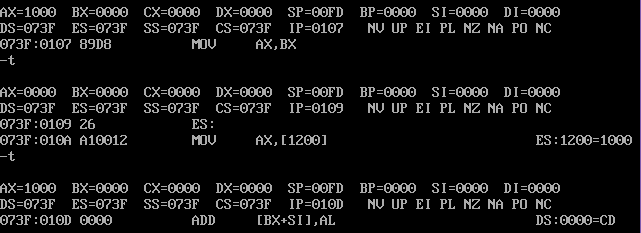 AX=1000  BX=0000  CX=0000  DX=0000  SP=00FD  BP=0000  SI=0000  DI=0000
DS=073F  ES=073F  SS=073F  CS=073F  IP=0107   NV UP EI PL NZ NA PO NC
073F:0107 89D8          MOV     AX,BX
-t
AX=0000  BX=0000  CX=0000  DX=0000  SP=00FD  BP=0000  SI=0000  DI=0000
DS=073F  ES=073F  SS=073F  CS=073F  IP=0109   NV UP EI PL NZ NA PO NC
073F:0109 26            ES:
073F:010A A10012        MOV     AX,[1200]                          ES:1200=1000
-t
AX=1000  BX=0000  CX=0000  DX=0000  SP=00FD  BP=0000  SI=0000  DI=0000
DS=073F  ES=073F  SS=073F  CS=073F  IP=010D   NV UP EI PL NZ NA PO NC
073F:010D 0000          ADD     [BX+SI],AL                         DS:0000=CD